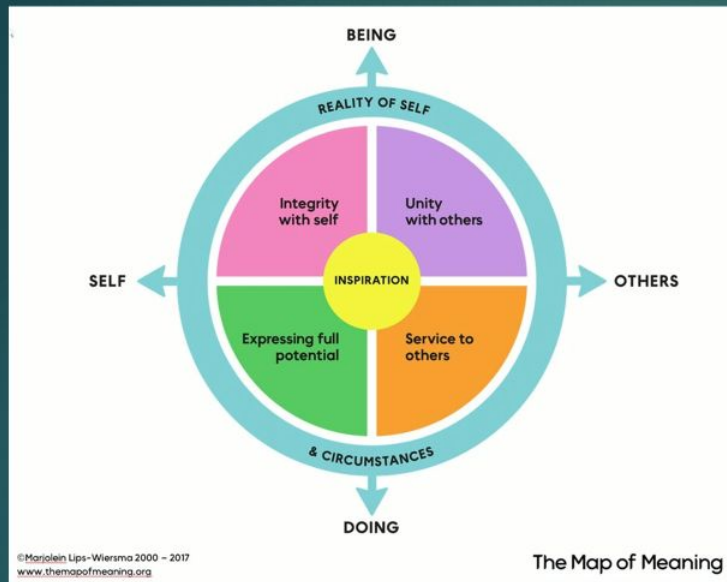 BEING
REALITY OF SELF
Integrity
with self
Unity
with others
SELF
INSPIRATION
OTHERS
Expressing full
potential
Service to
others
& CIRCUMSTANCES
DOING
©Marjolein Lips-Wiersma 2000 – 2017
www.themapofmeaning.org
The Map of Meaning